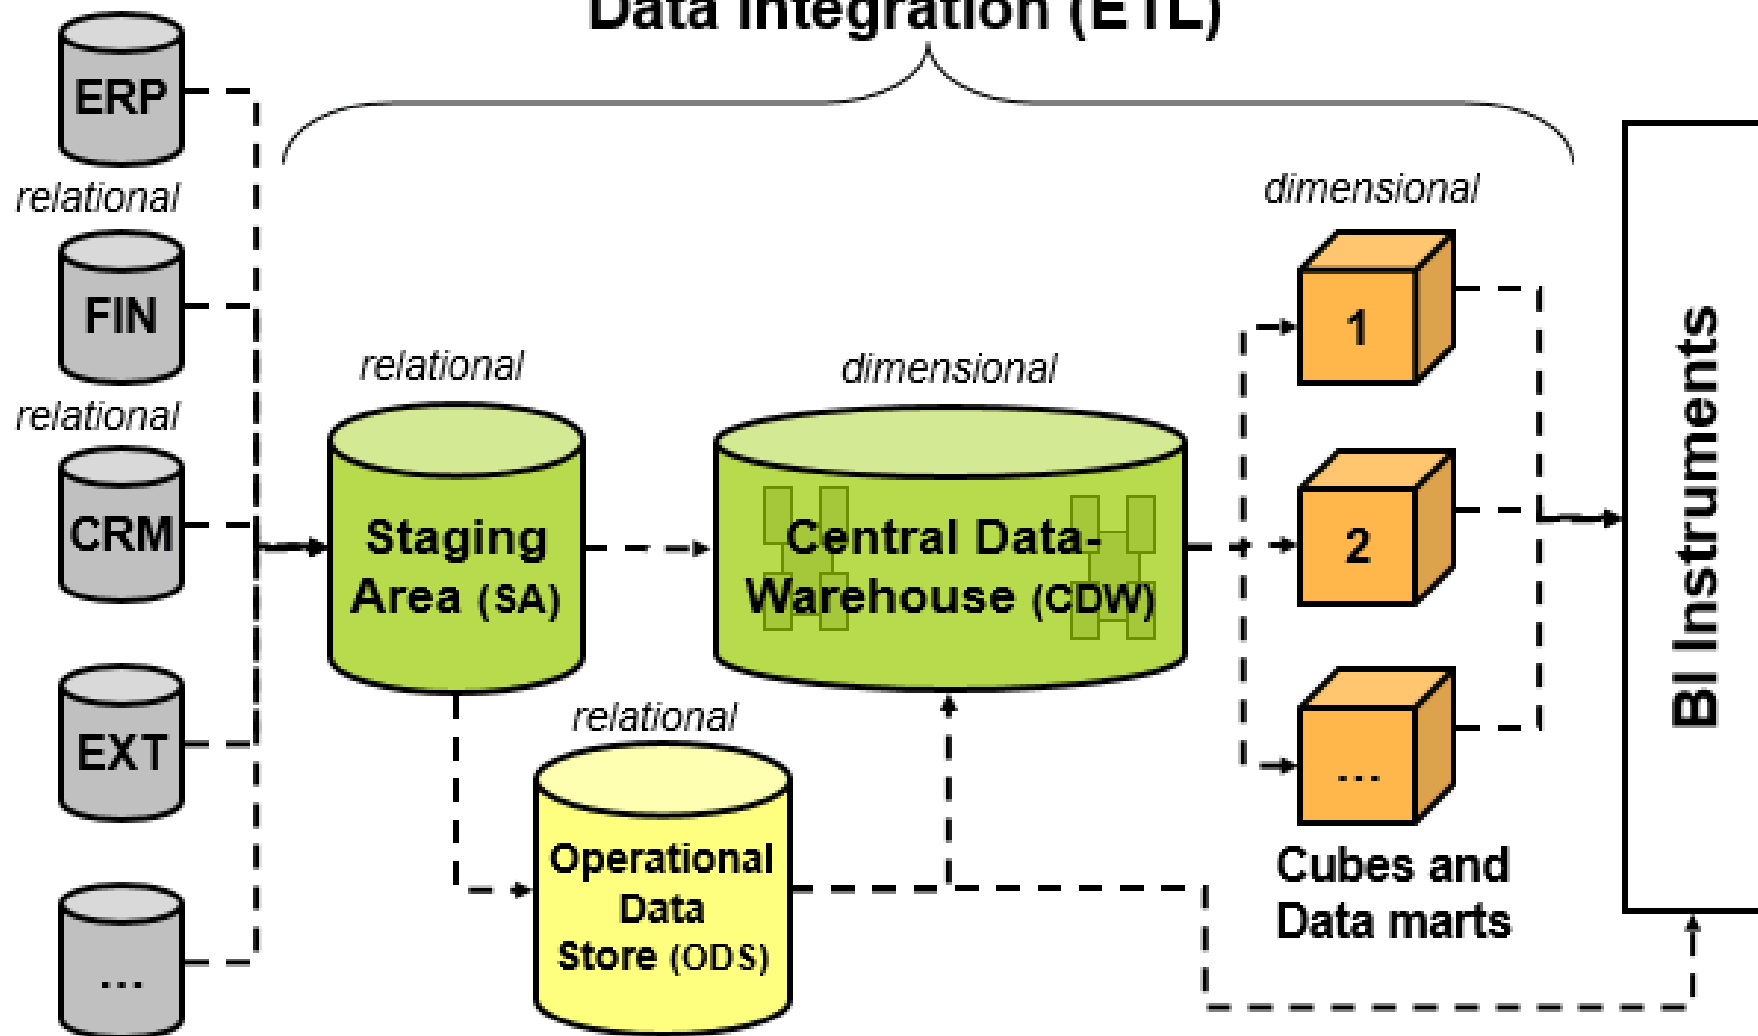 Data Integration (ETL)
ERP
relational
FIN
relational
CRM
EXT
...
relational
Staging
Area (SA)
dimensional
Central Data-
Warehouse (CDW)
relational
Operational
Data
Store (ODS)
dimensional
1
2
...
Cubes and
Data marts
BI Instruments